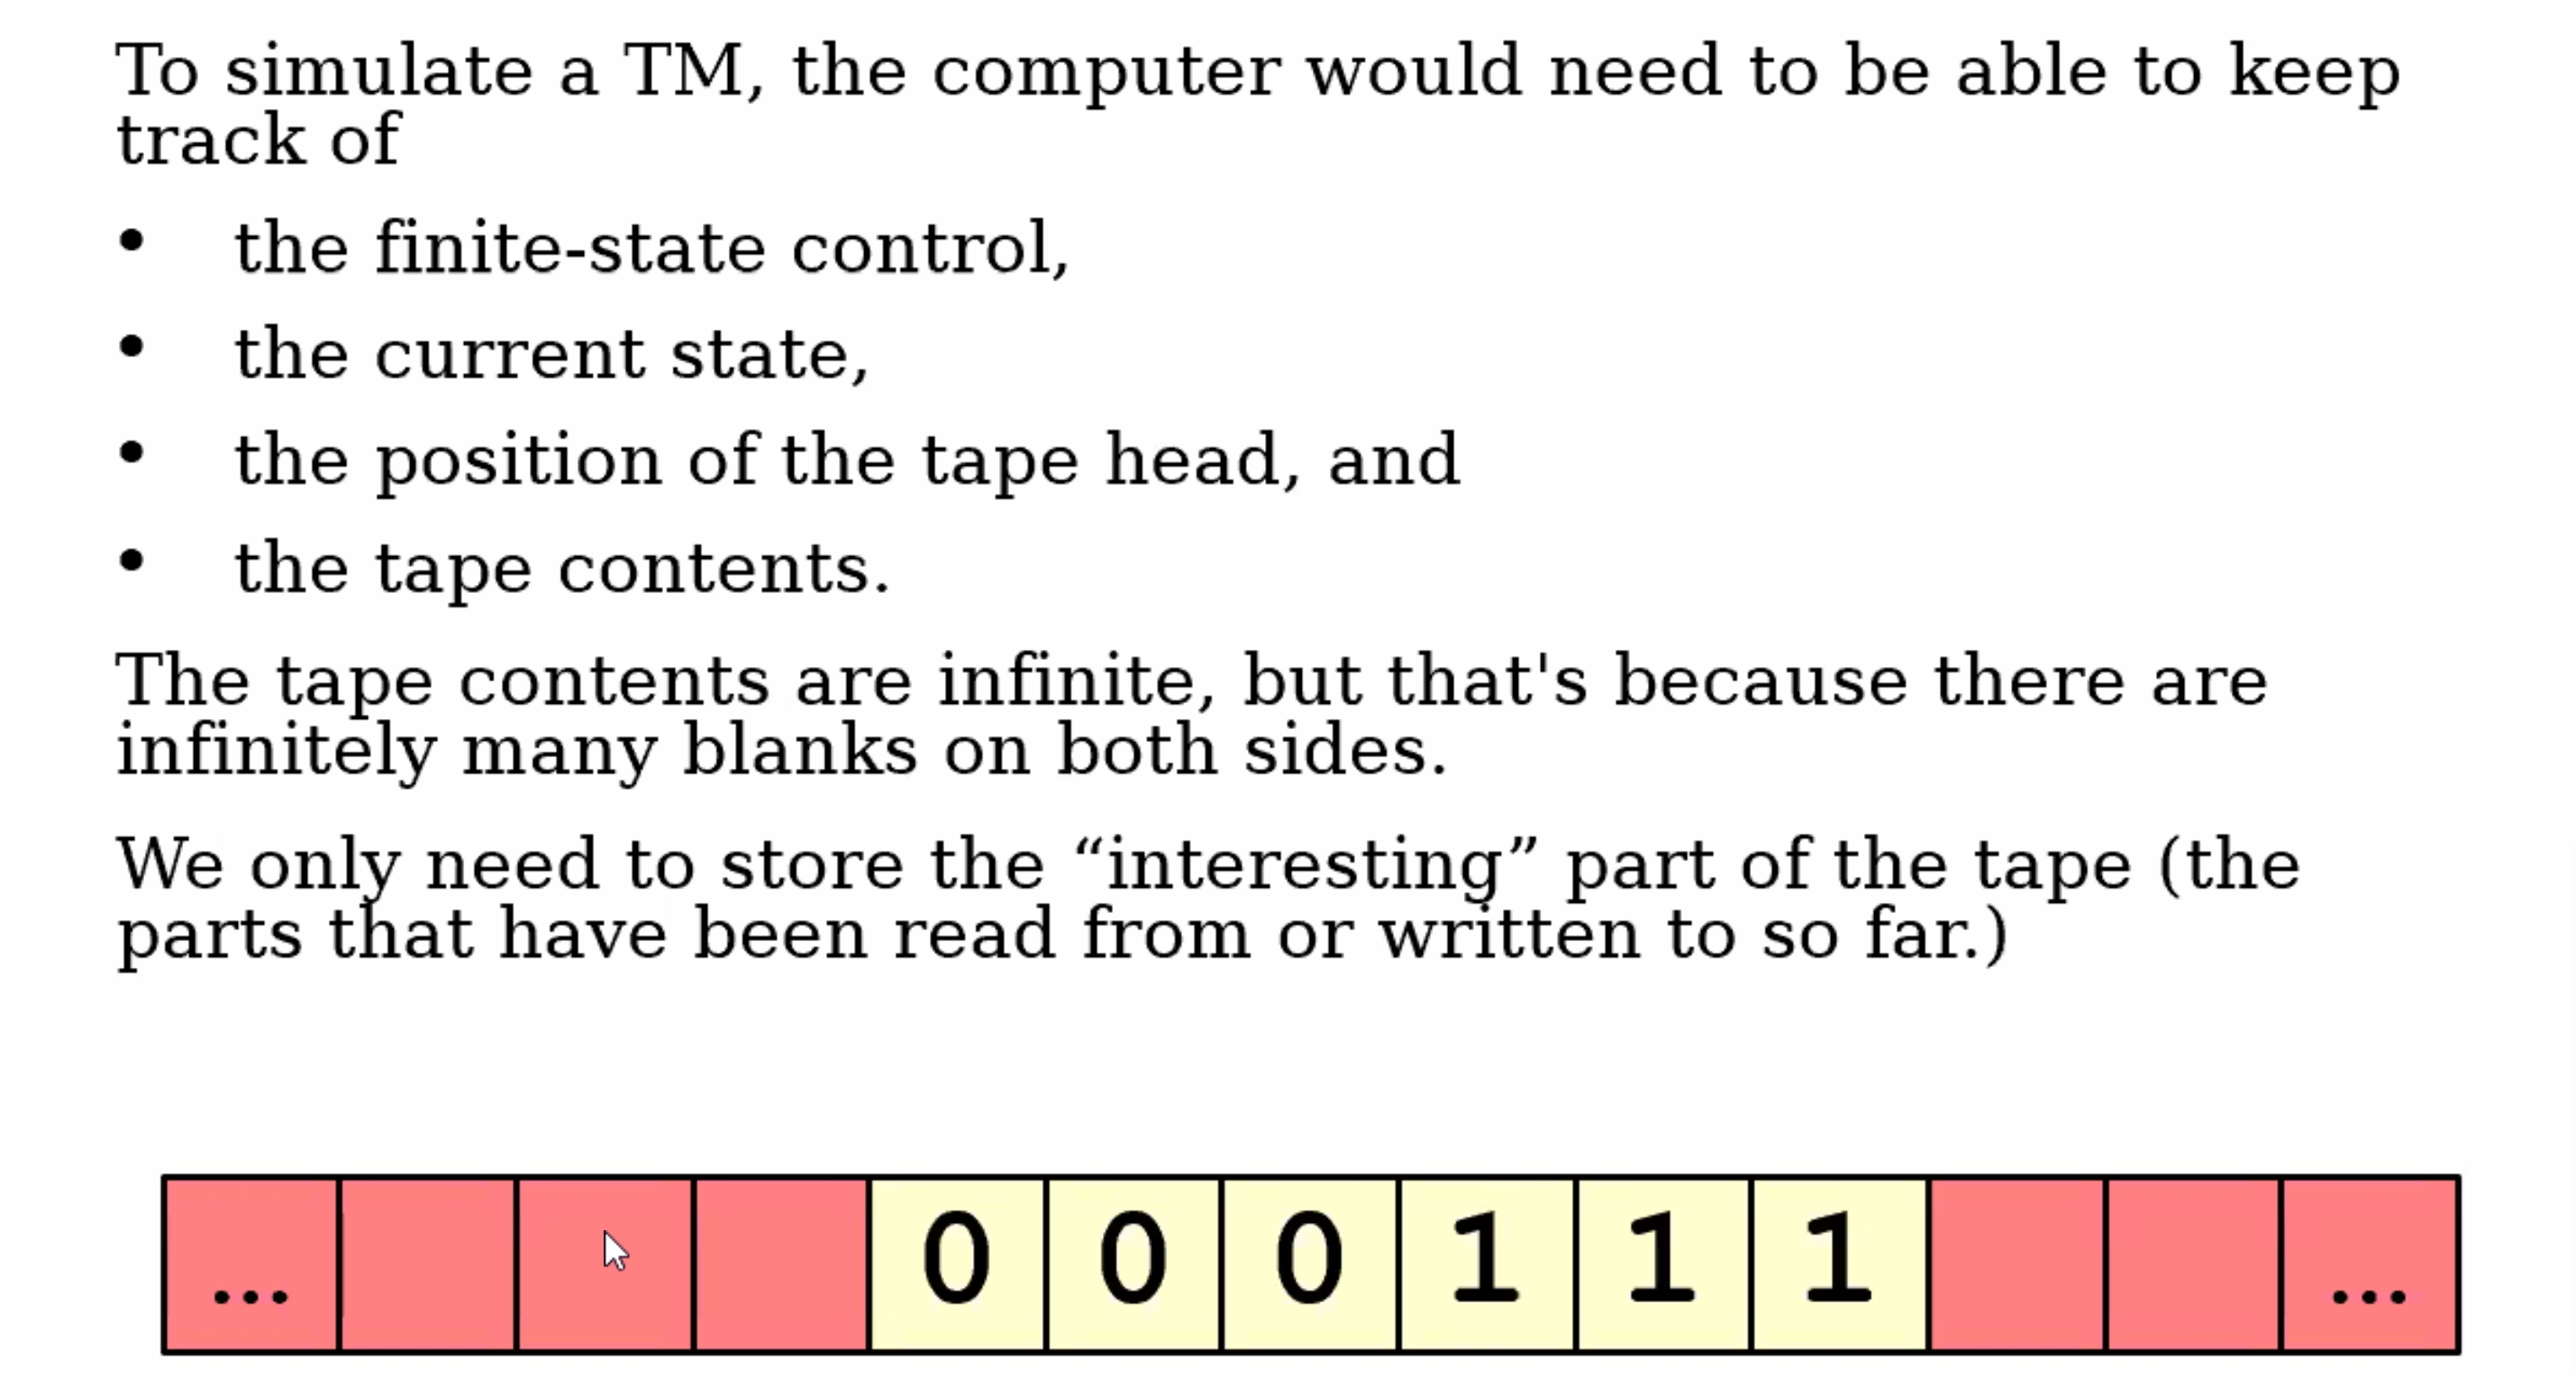 To simulate a TM, the computer would need to be able to keep
track of
• the finite-state control,
• the current state,
• the position of the tape head, and
• the tape contents.
The tape contents are infinite, but that's because there are
infinitely many blanks on both sides.
We only need to store the “interesting” part of the tape (the
parts that have been read from or written to so far.)
... 0 0 0 1 1 1 ...